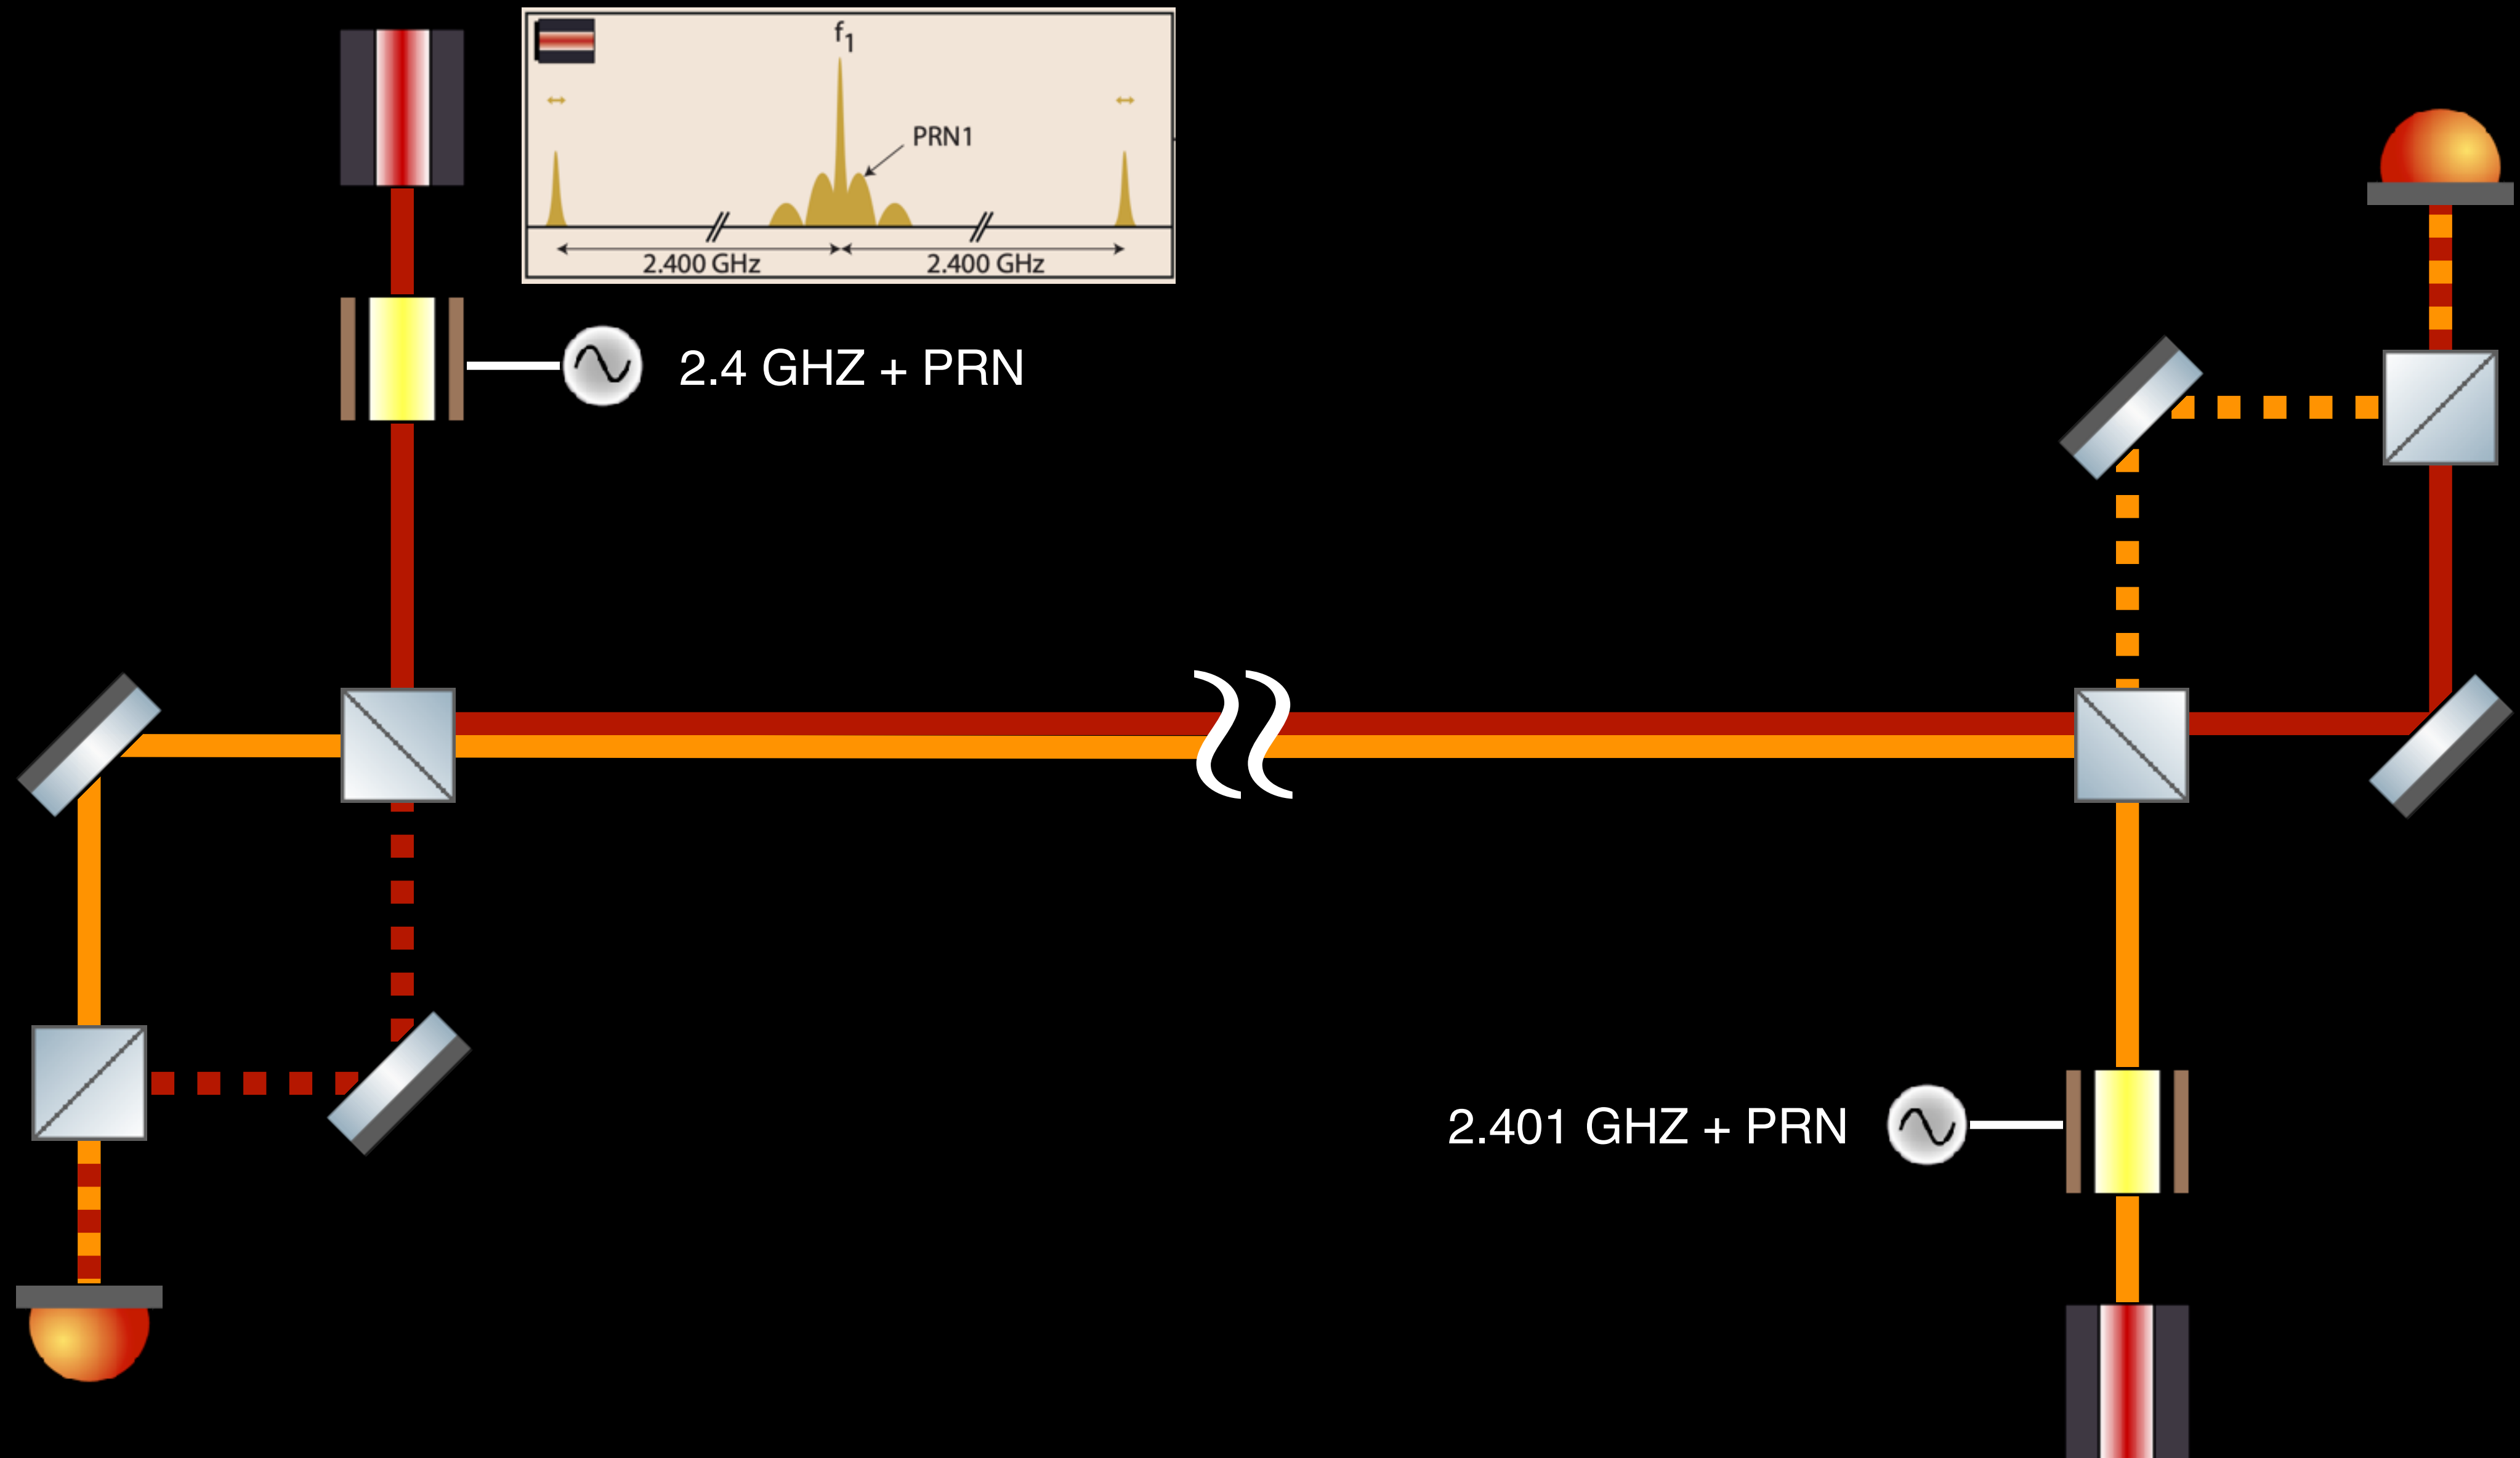 f1
PRN1
2.400 GHz 2.400 GHz
2.4 GHZ + PRN
2.401 GHZ + PRN